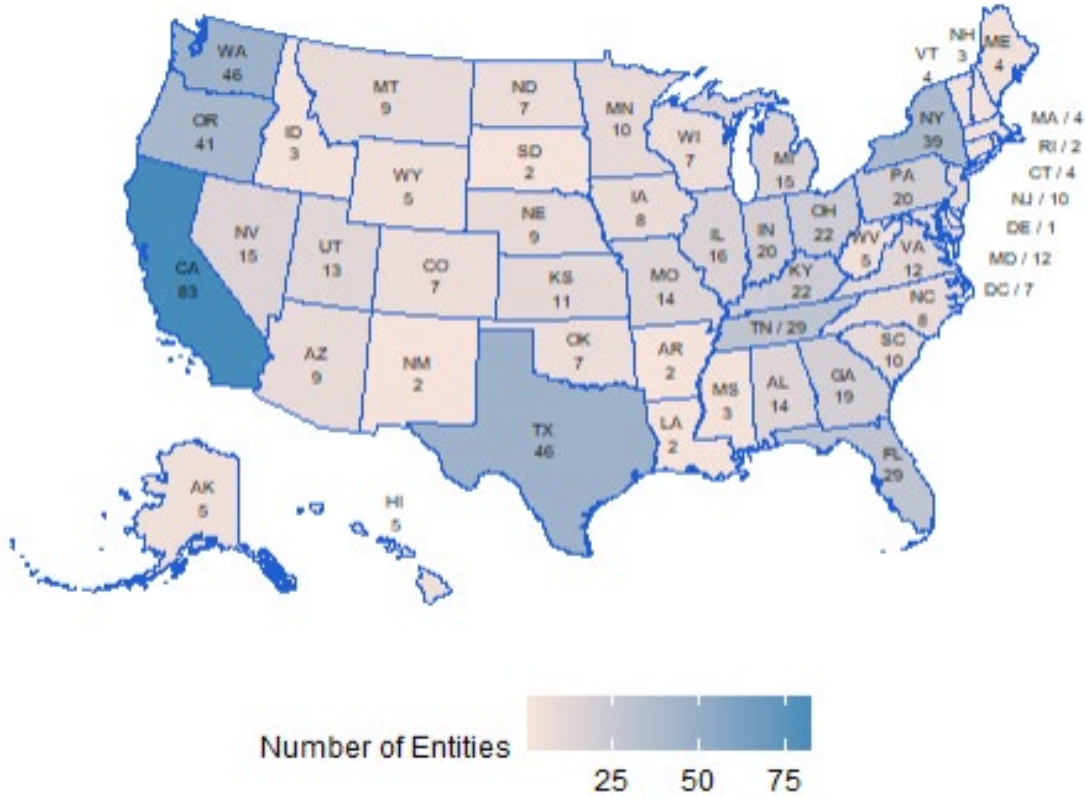 NH
3
ME
4
VT
4
WA
46
MT
9
ND
7
MN
10
OR
41
ID
3
WI
7
NY
39
MA / 4
RI / 2
SD
2
MI
15
CT / 4
WY
5
PA
20
NJ / 10
IA
8
NE
9
OH
22
DE / 1
NV
15
UT
13
IL
16
IN
20
WV
5
VA
12
MD / 12
CA
83
CO
7
KS
11
MO
14
KY
22
DC / 7
NC
8
TN / 29
AZ
9
NM
2
OK
7
AR
2
SC
10
MS
3
AL
14
GA
19
TX
46
LA
2
FL
29
AK
5
HI
5
Number of Entities
25 50 75